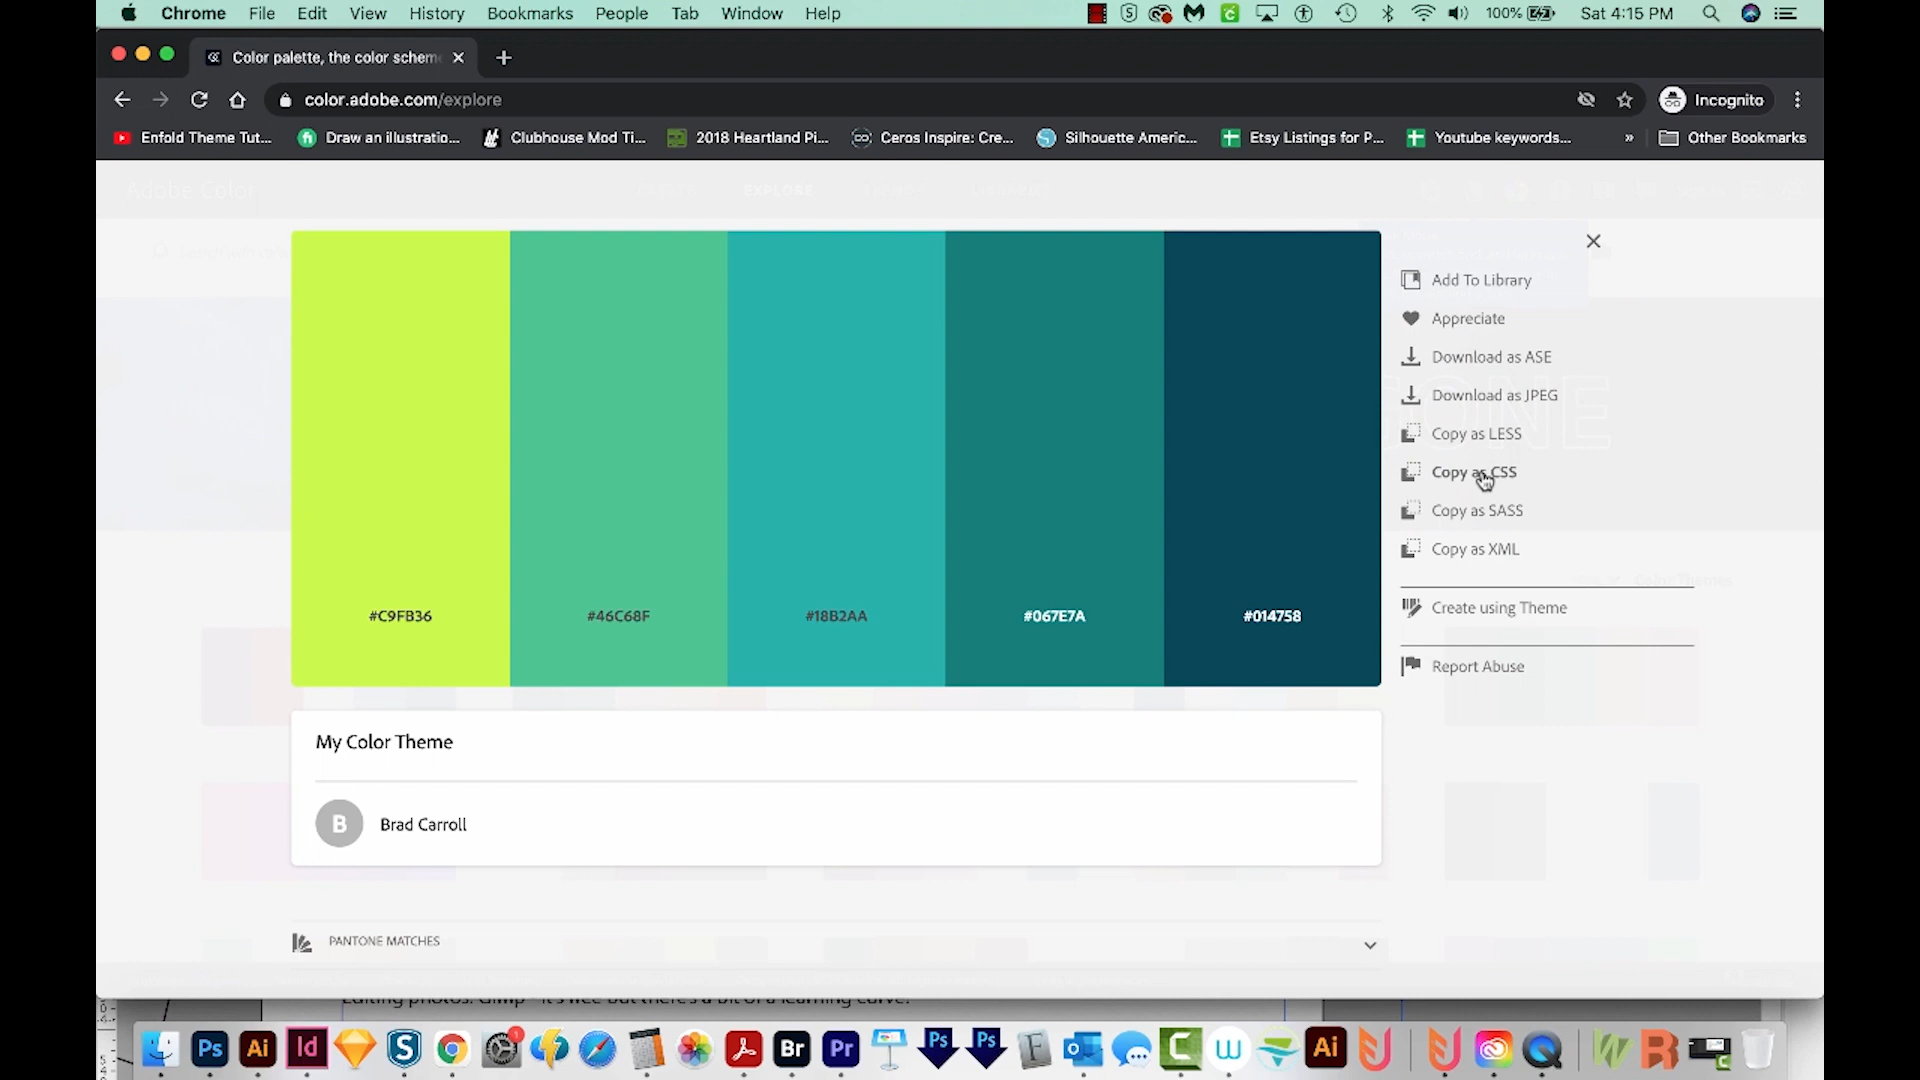 Chrome File Edit View History Bookmarks People Tab Window Help 100% Sat 4:15 PM
Color palette, the color schem
color.adobe.com/explore Incognito
Enfold Theme Tut... Draw an illustratio... Clubhouse Mod Ti... 2018 Heartland Pi... Ceros Inspire: Cre... Silhouette Americ... Etsy Listings for P... Youtube keywords... » Other Bookmarks
Adobe Color EXPLORE
Add To Library
Appreciate
Download as ASE
Download as JPEG
Copy as LESS
Copy as CSS
Copy as SASS
Copy as XML
Create using Theme
Report Abuse
#C9FB36 #46C68F #18B2AA #067E7A #014758
My Color Theme
B Brad Carroll
PANTONE MATCHES
Ps Ai Id S 1 Br Pr Ps Ps F C W Ai